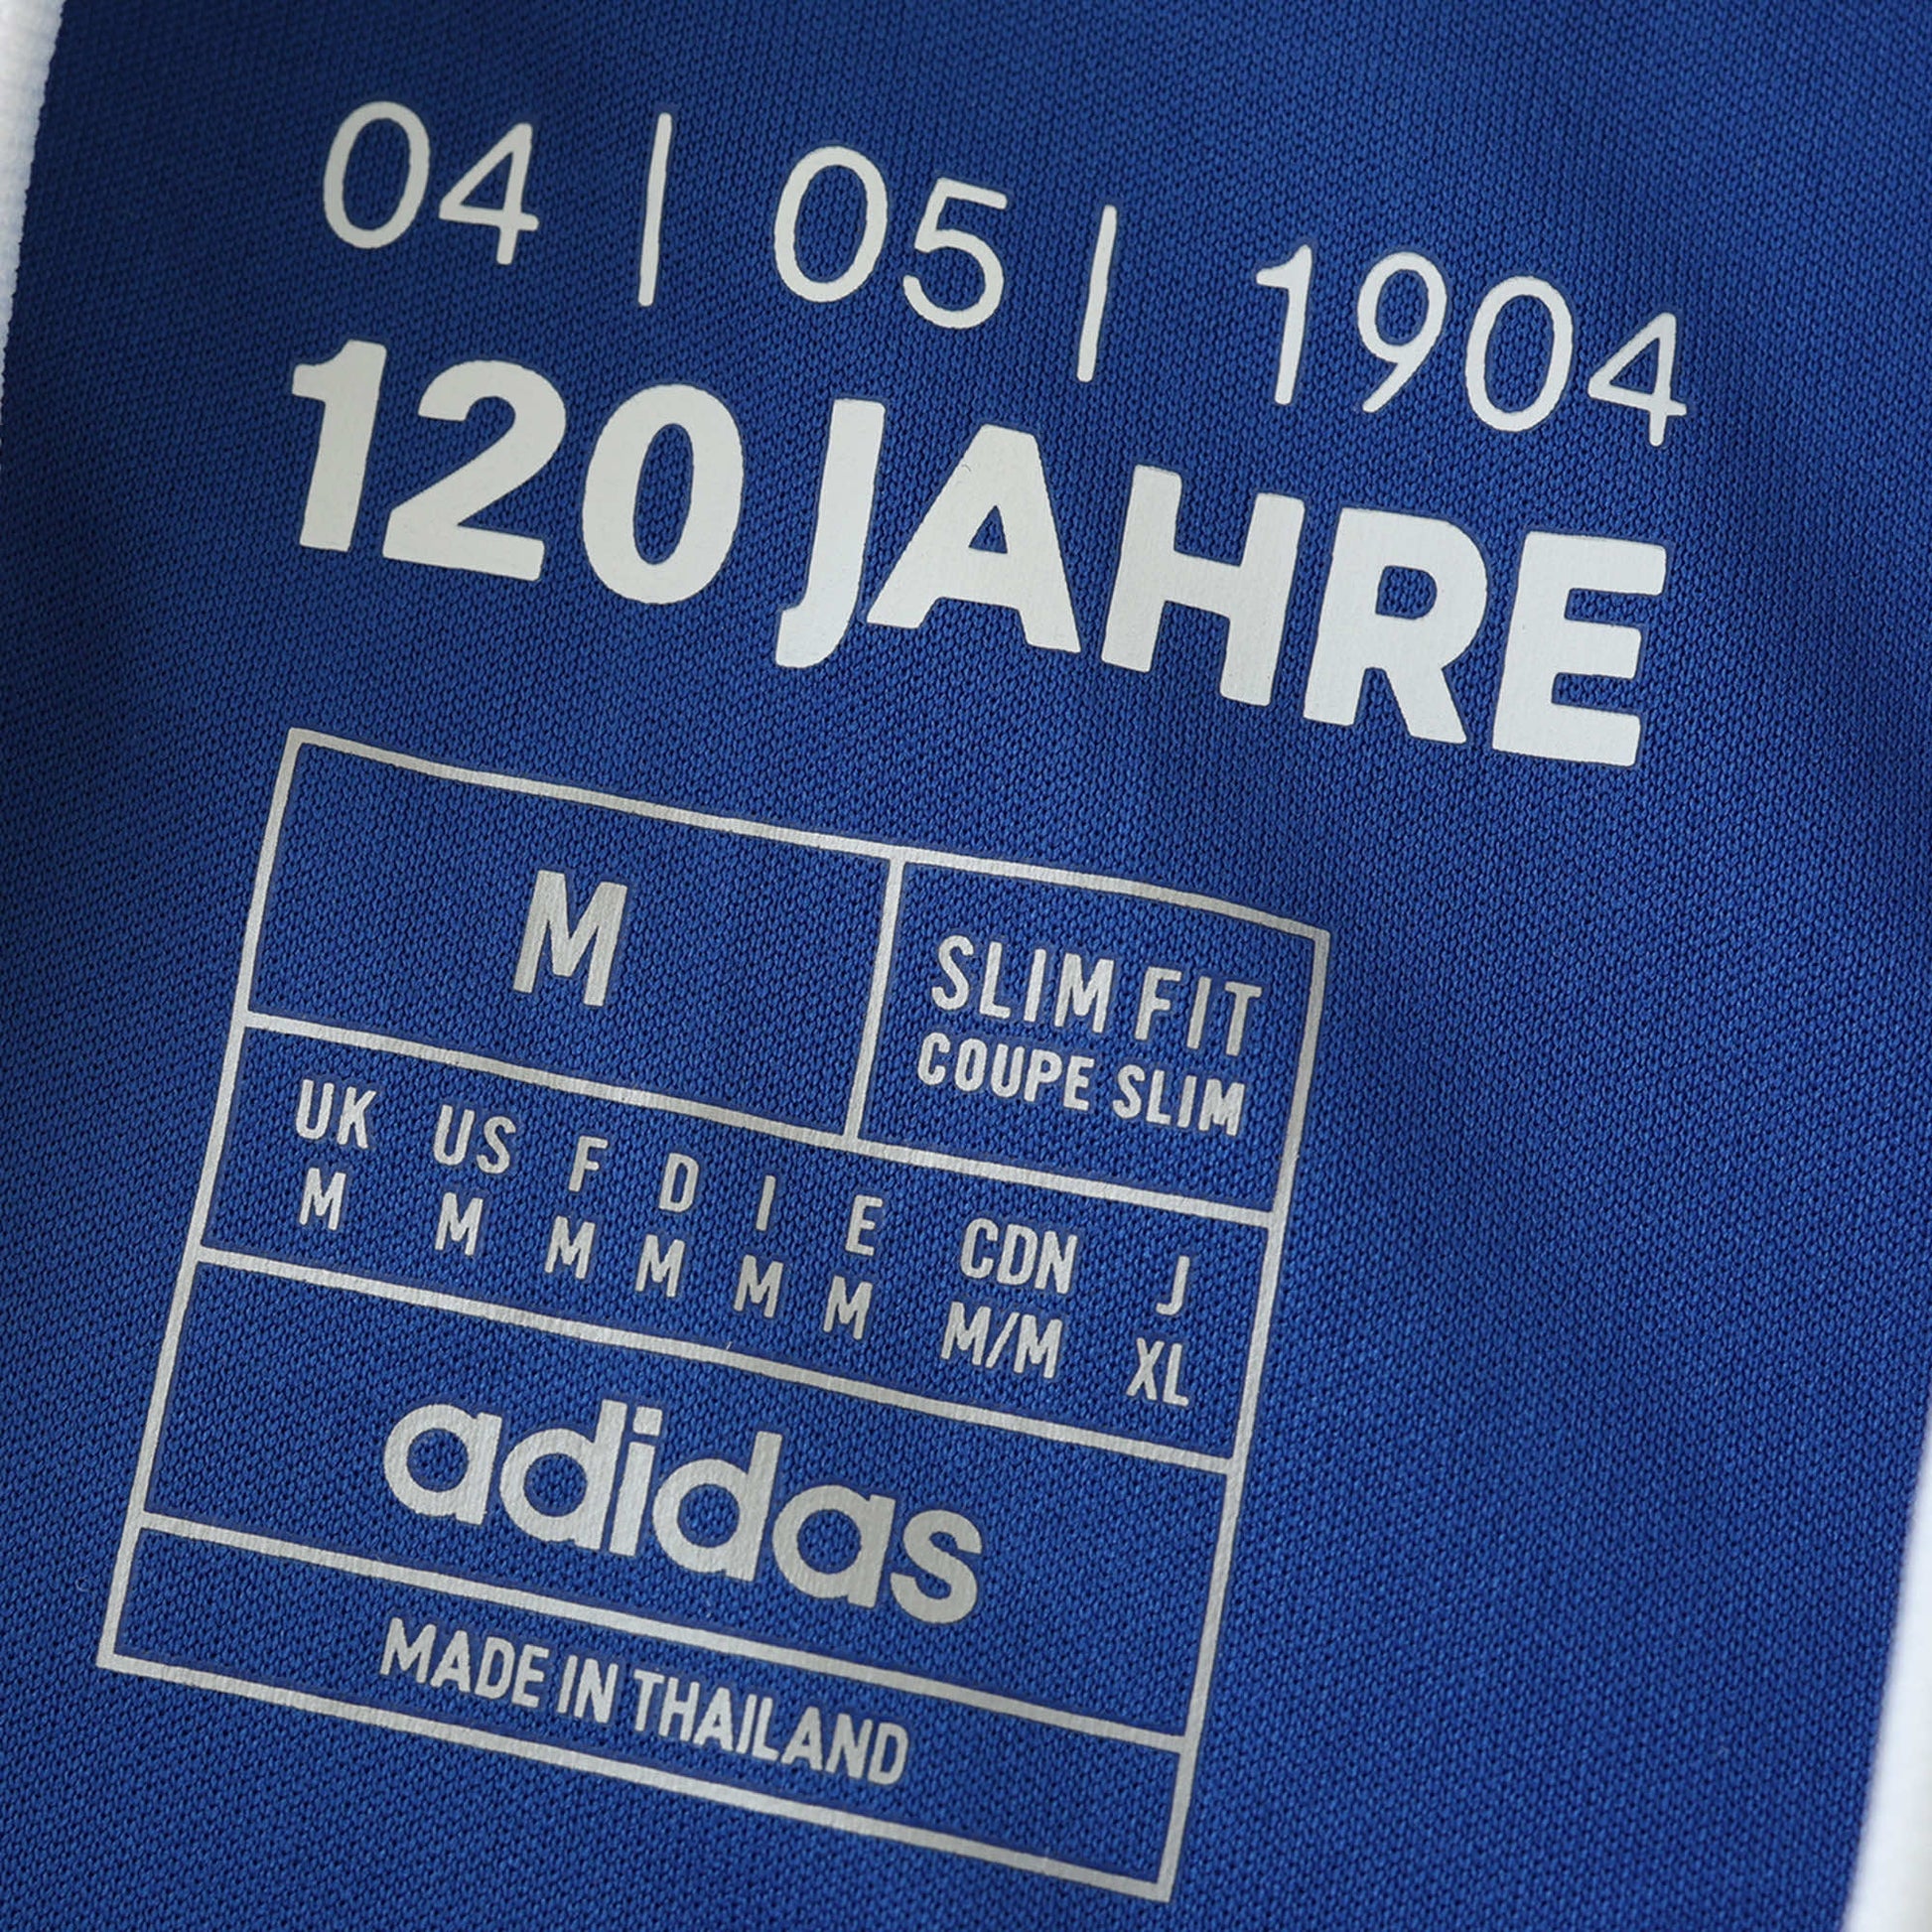 04 | 05 | 1904
120 JAHRE
M
SLIM FIT
COUPE SLIM
UK US F D I E CDN J
M M M M M M M/M XL
adidas
MADE IN THAILAND